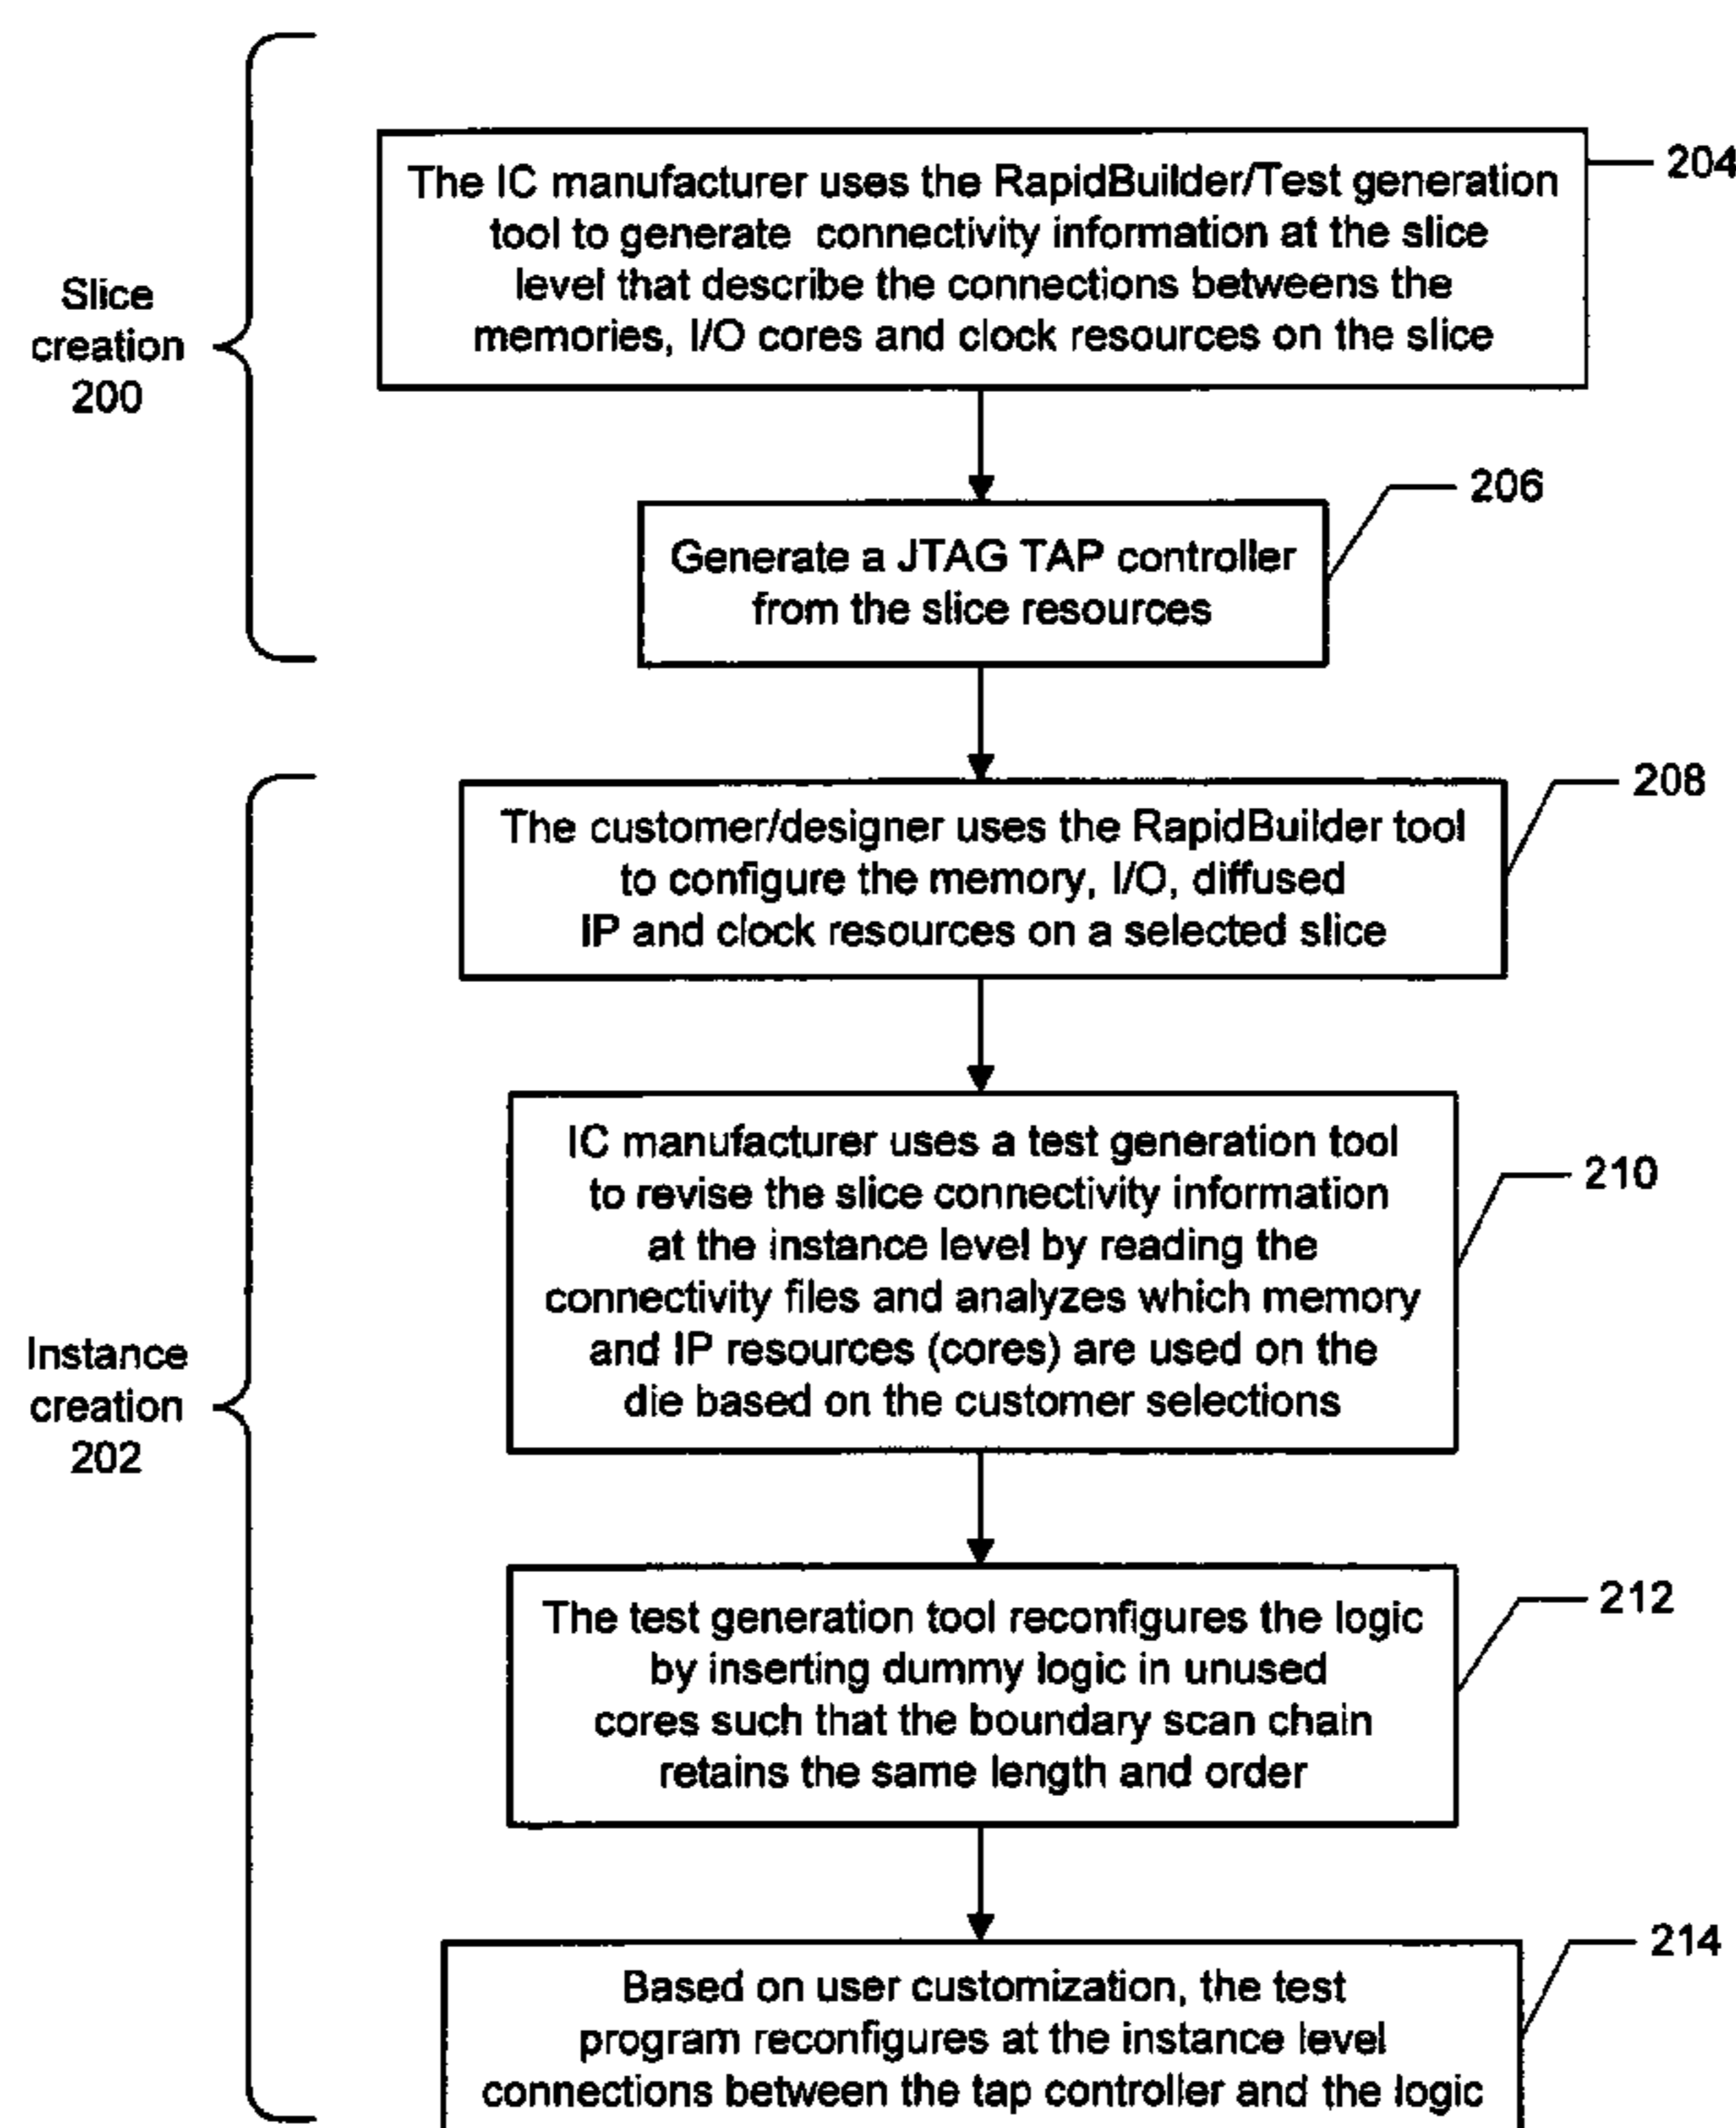 The IC manufacturer uses the RapidBuilder/Test generation
tool to generate connectivity information at the slice
level that describe the connections betweens the
memories, I/O cores and clock resources on the slice
204
Slice
creation
200
206
Generate a JTAG TAP controller
from the slice resources
208
The customer/designer uses the RapidBuilder tool
to configure the memory, I/O, diffused
IP and clock resources on a selected slice
210
IC manufacturer uses a test generation tool
to revise the slice connectivity information
at the instance level by reading the
connectivity files and analyzes which memory
and IP resources (cores) are used on the
die based on the customer selections
Instance
creation
202
212
The test generation tool reconfigures the logic
by inserting dummy logic in unused
cores such that the boundary scan chain
retains the same length and order
214
Based on user customization, the test
program reconfigures at the instance level
connections between the tap controller and the logic